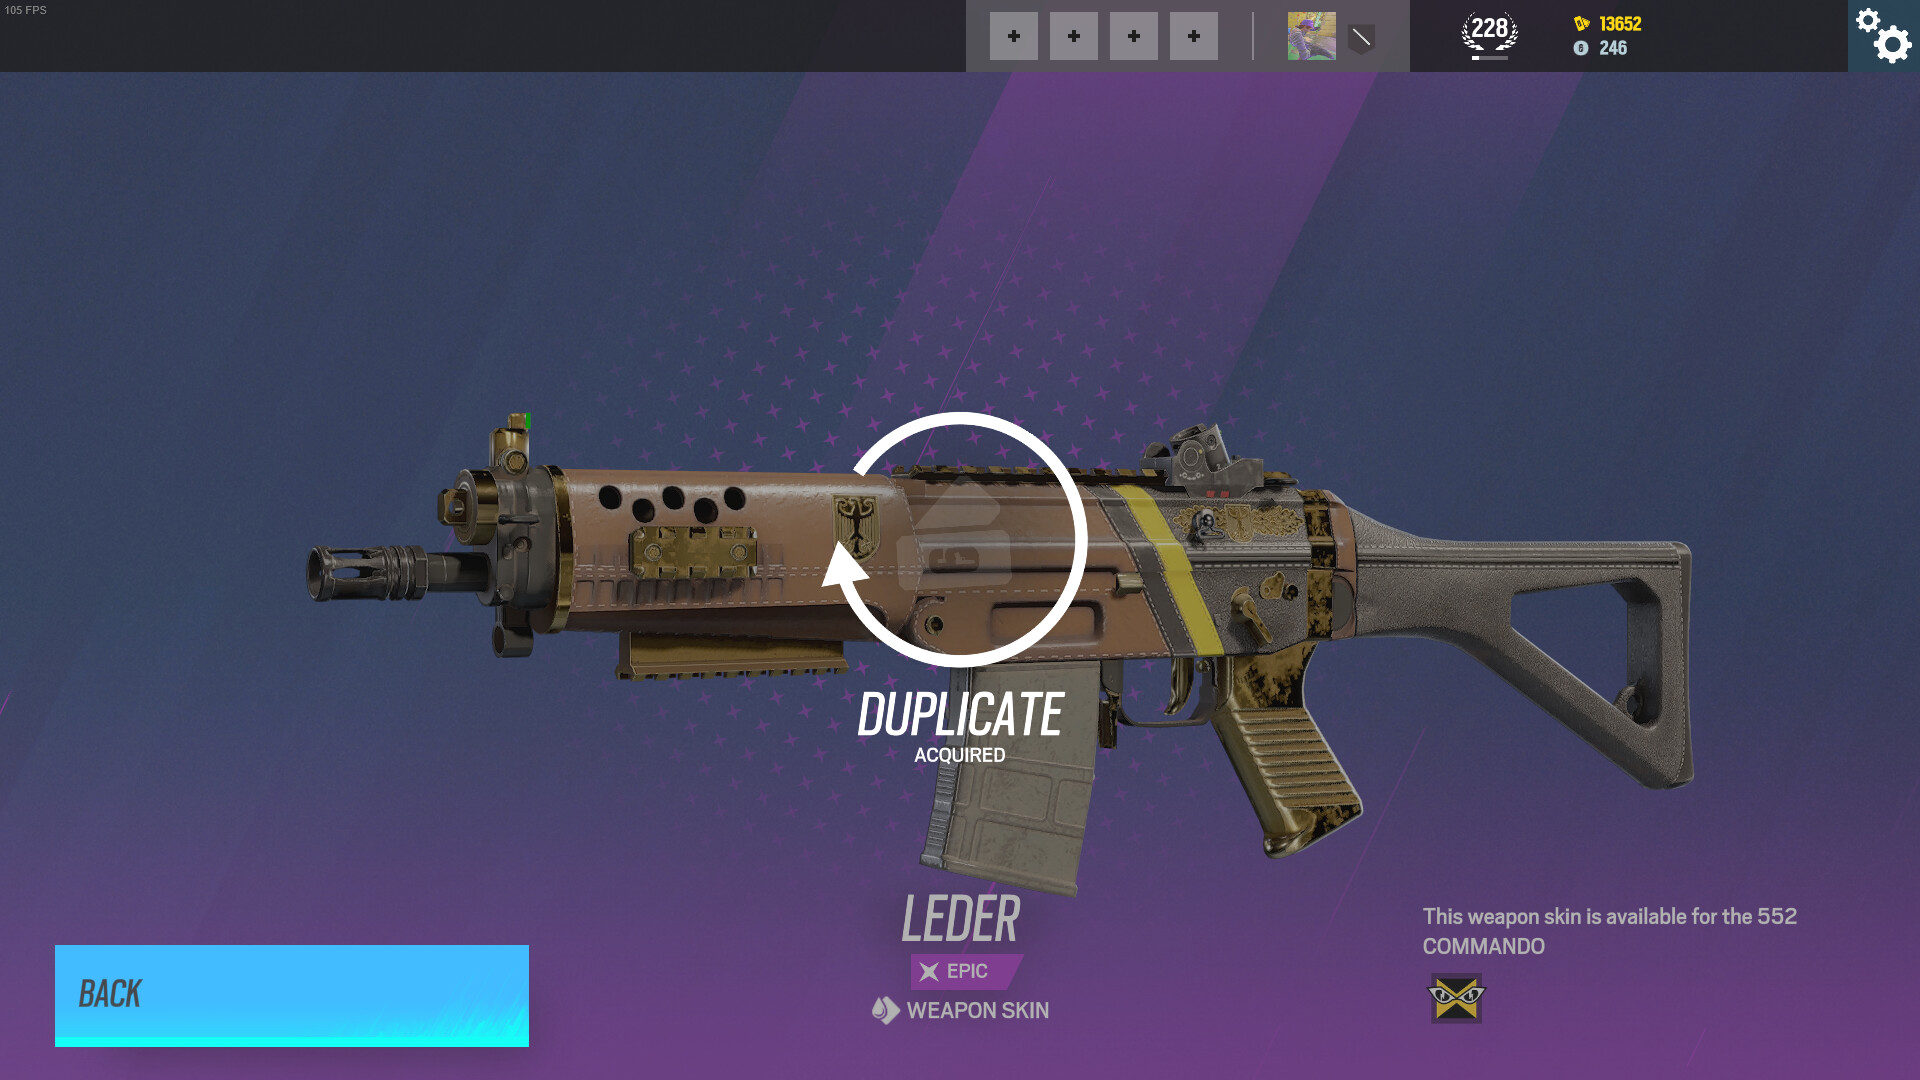 105 FPS
228
13652
246
DUPLICATE
ACQUIRED
LEDER
EPIC
WEAPON SKIN
This weapon skin is available for the 552
COMMANDO
BACK